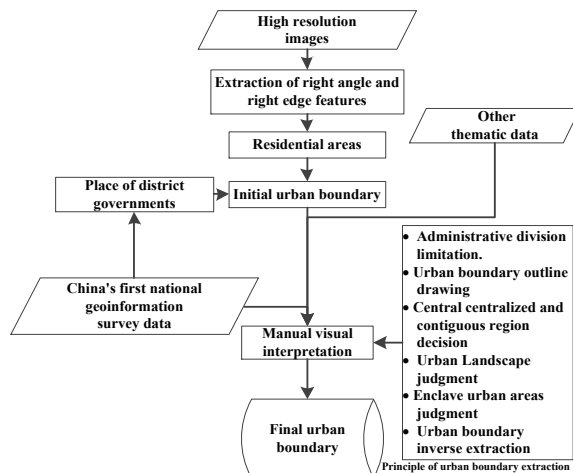 High resolution
images
Extraction of right angle and
right edge features
Other
thematic data
Residential areas
Place of district
governments
Initial urban boundary
• Administrative division
limitation.
• Urban boundary outline
drawing
• Central centralized and
contiguous region
decision
• Urban Landscape
judgment
• Enclave urban areas
judgment
• Urban boundary
inverse extraction
China's first national
geoinformation
survey data
Manual visual
interpretation
Final urban
boundary
Principle of urban boundary extraction